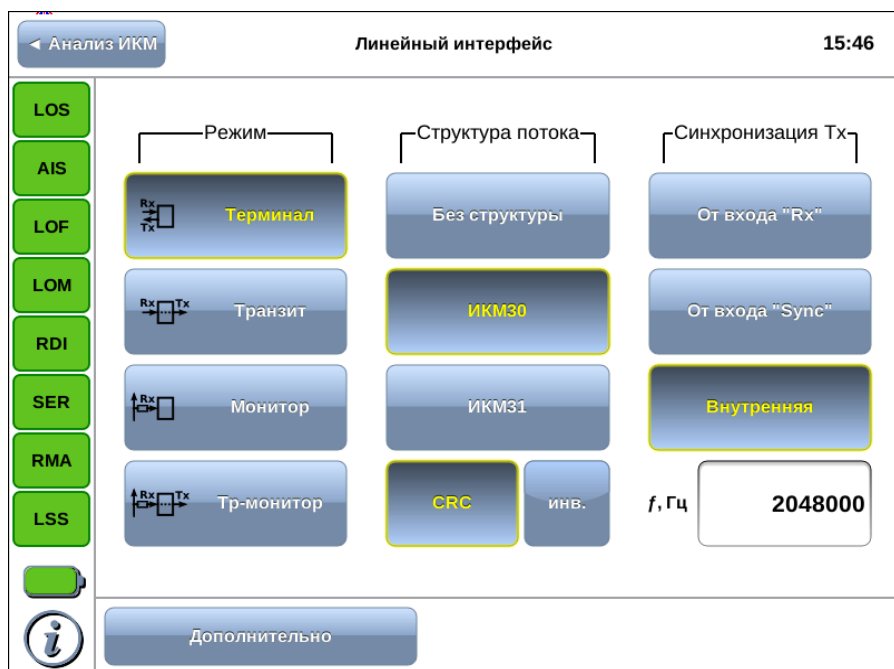 ◄ Анализ ИКМ
Линейный интерфейс
15:46
LOS
AIS
LOF
LOM
RDI
SER
RMA
LSS
i
Режим
Rx
Tx
Терминал
Rx Tx
Транзит
Rx
Монитор
Rx Tx
Тр-монитор
Структура потока
Без структуры
ИКМ30
ИКМ31
CRC
инв.
Синхронизация Tx
От входа "Rx"
От входа "Sync"
Внутренняя
f, Гц
2048000
Дополнительно